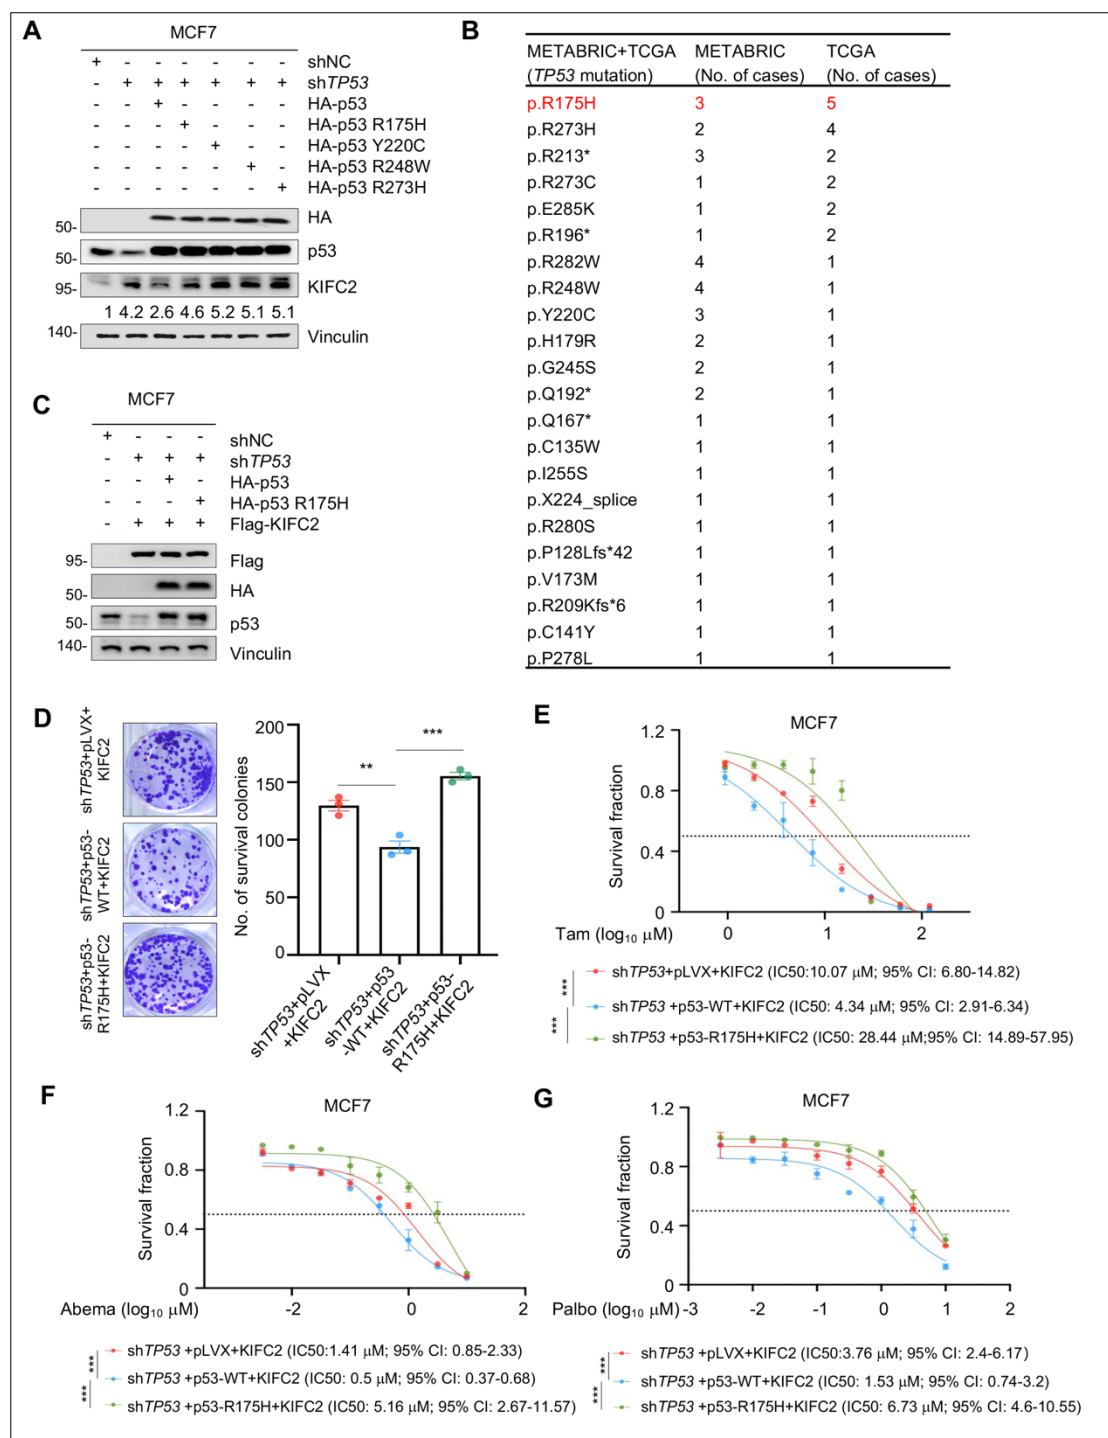 A
MCF7
+ - - - - - - shNC
- + + + + + + shTP53
- - + - - - - HA-p53
- - - + - - - HA-p53 R175H
- - - - + - - HA-p53 Y220C
- - - - - + - HA-p53 R248W
- - - - - - + HA-p53 R273H
50- HA
50- p53
95- KIFC2
1 4.2 2.6 4.6 5.2 5.1 5.1
140- Vinculin
B
METABRIC+TCGA METABRIC TCGA
(TP53 mutation) (No. of cases) (No. of cases)
p.R175H 3 5
p.R273H 2 4
p.R213* 3 2
p.R273C 1 2
p.E285K 1 2
p.R196* 1 2
p.R282W 4 1
p.R248W 4 1
p.Y220C 3 1
p.H179R 2 1
p.G245S 2 1
p.Q192* 2 1
p.Q167* 1 1
p.C135W 1 1
p.I255S 1 1
p.X224_splice 1 1
p.R280S 1 1
p.P128Lfs*42 1 1
p.V173M 1 1
p.R209Kfs*6 1 1
p.C141Y 1 1
p.P278L 1 1
C
MCF7
+ - - - shNC
- + + + shTP53
- - + - HA-p53
- - - + HA-p53 R175H
- + + + Flag-KIFC2
95- Flag
50- HA
50- p53
140- Vinculin
D
shTP53+pLVX+
KIFC2
shTP53+p53-
WT+KIFC2
shTP53+p53-
R175H+KIFC2
No. of survival colonies
200
150
100
50
0
**
***
shTP53+pLVX
+KIFC2
shTP53+p53
-WT+KIFC2
shTP53+p53-
R175H+KIFC2
E
MCF7
Survival fraction
1.2
0.8
0.4
0
Tam (log10 μM) 0 1 2
shTP53+pLVX+KIFC2 (IC50:10.07 μM; 95% CI: 6.80-14.82)
***
shTP53 +p53-WT+KIFC2 (IC50: 4.34 μM; 95% CI: 2.91-6.34)
***
shTP53 +p53-R175H+KIFC2 (IC50: 28.44 μM;95% CI: 14.89-57.95)
F
MCF7
Survival fraction
1.2
0.8
0.4
0
Abema (log10 μM) -2 0 2
shTP53 +pLVX+KIFC2 (IC50:1.41 μM; 95% CI: 0.85-2.33)
***
shTP53 +p53-WT+KIFC2 (IC50: 0.5 μM; 95% CI: 0.37-0.68)
***
shTP53 +p53-R175H+KIFC2 (IC50: 5.16 μM; 95% CI: 2.67-11.57)
G
MCF7
Survival fraction
1.2
0.8
0.4
0
Palbo (log10 μM) -3 -2 -1 0 1 2
shTP53 +pLVX+KIFC2 (IC50:3.76 μM; 95% CI: 2.4-6.17)
***
shTP53 +p53-WT+KIFC2 (IC50: 1.53 μM; 95% CI: 0.74-3.2)
***
shTP53 +p53-R175H+KIFC2 (IC50: 6.73 μM; 95% CI: 4.6-10.55)